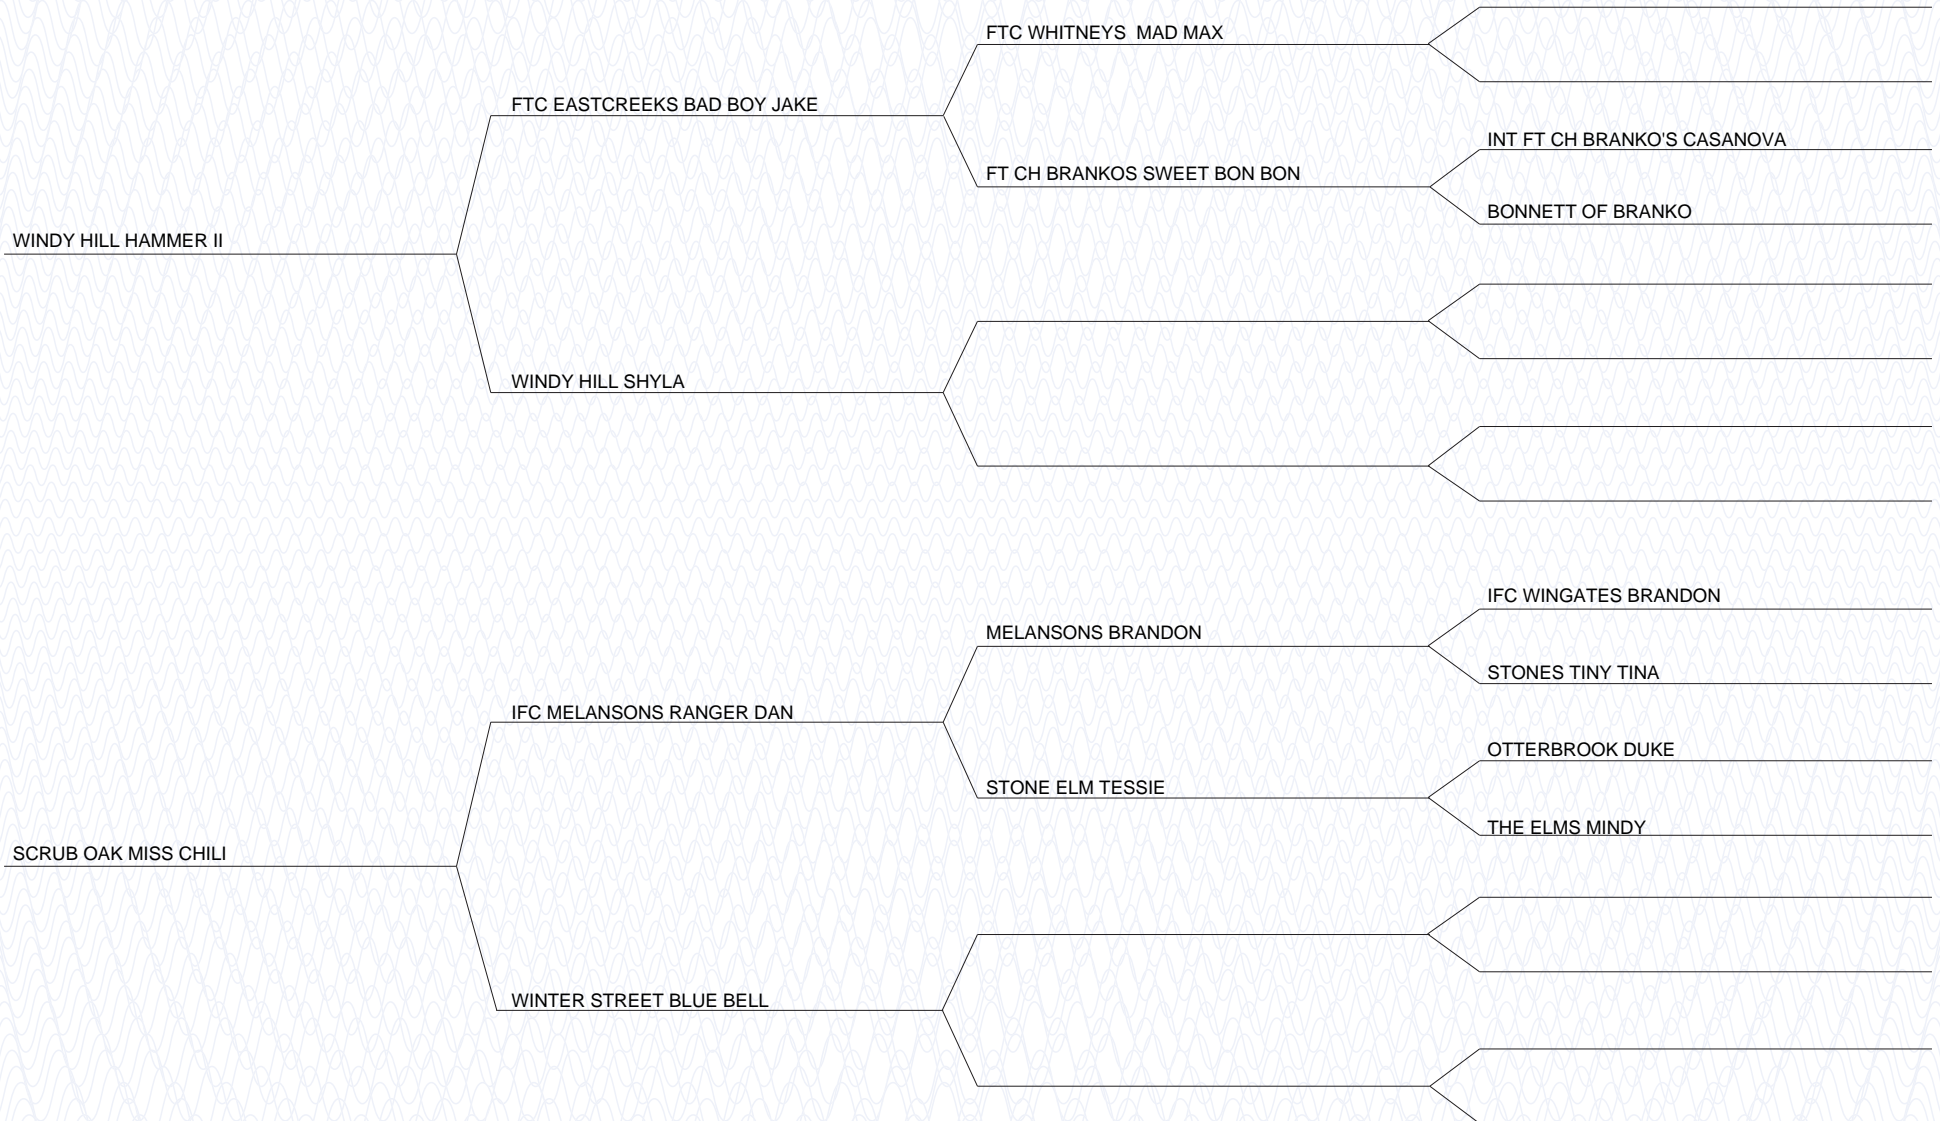 FTC WHITNEYS  MAD MAX
FTC EASTCREEKS BAD BOY JAKE
INT FT CH BRANKO'S CASANOVA
FT CH BRANKOS SWEET BON BON
BONNETT OF BRANKO
WINDY HILL HAMMER II
WINDY HILL SHYLA
IFC WINGATES BRANDON
MELANSONS BRANDON
STONES TINY TINA
IFC MELANSONS RANGER DAN
OTTERBROOK DUKE
STONE ELM TESSIE
THE ELMS MINDY
SCRUB OAK MISS CHILI
WINTER STREET BLUE BELL